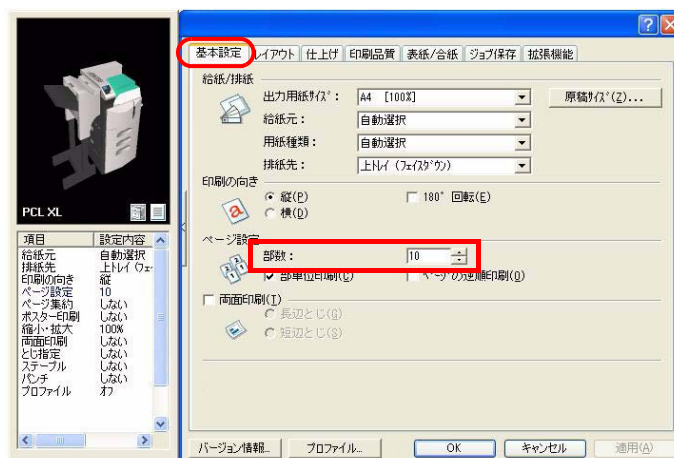 基本設定 レイアウト 仕上げ 印刷品質 表紙/合紙 ジョブ保存 拡張機能
給紙/排紙
出力用紙ｻｲｽﾞ: A4 [100%] 原稿ｻｲｽﾞ(Z)...
給紙元: 自動選択
用紙種類: 自動選択
排紙先: 上トレイ (フェイスダウン)
印刷の向き
縦(P) 180° 回転(E)
横(D)
ページ設定
部数: 10
部単位印刷(C) ページの逆順印刷(O)
両面印刷(I)
長辺とじ(G)
短辺とじ(S)
PCL XL
項目 設定内容
給紙元 自動選択
排紙先 上トレイ (フェ
印刷の向き 縦
ページ設定 10
ページ集約 しない
ポスター印刷 しない
縮小・拡大 100%
両面印刷 しない
とじ指定 しない
ステープル しない
パンチ しない
プロファイル オフ
バージョン情報... プロファイル... OK キャンセル 適用(A)